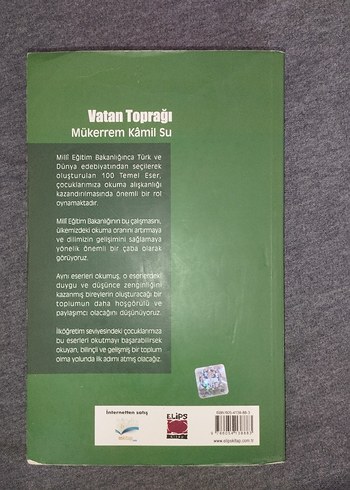 Vatan Toprağı
Mükerrem Kâmil Su
Millî Eğitim Bakanlığınca Türk ve
Dünya edebiyatından seçilerek
oluşturulan 100 Temel Eser,
çocuklarımıza okuma alışkanlığı
kazandırılmasında önemli bir rol
oynamaktadır.
Millî Eğitim Bakanlığının bu çalışmasını,
ülkemizdeki okuma oranını artırmaya
ve dilimizin gelişimini sağlamaya
yönelik önemli bir çaba olarak
görüyoruz.
Aynı eserleri okumuş, o eserlerdeki
duygu ve düşünce zenginliğini
kazanmış bireylerin oluşturacağı bir
toplumun daha hoşgörülü ve
paylaşımcı olacağını düşünüyoruz.
İlköğretim seviyesindeki çocuklarımıza
bu eserleri okutmayı başarabilirsek
okuyan, bilinçli ve gelişmiş bir toplum
olma yolunda ilk adımı atmış olacağız.
İnternetten satış
ELİPS
KİTAP
www.elipskitap.com.tr